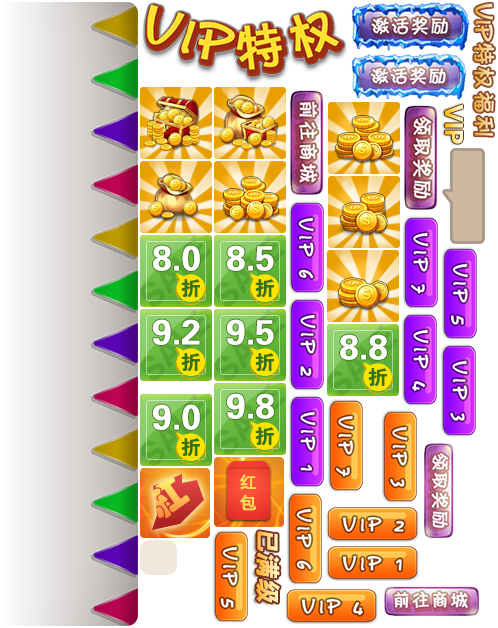 VIP特权
激活奖励
激活奖励
VIP特权福利
VIP
前往商城
领取奖励
8.0折
8.5折
VIP 6
VIP 7
VIP 5
9.2折
9.5折
VIP 2
8.8折
VIP 4
VIP 3
9.0折
9.8折
VIP 1
VIP 7
VIP 3
领取奖励
红
红包
VIP 6
VIP 2
VIP 5
已满级
VIP 1
VIP 4
前往商城